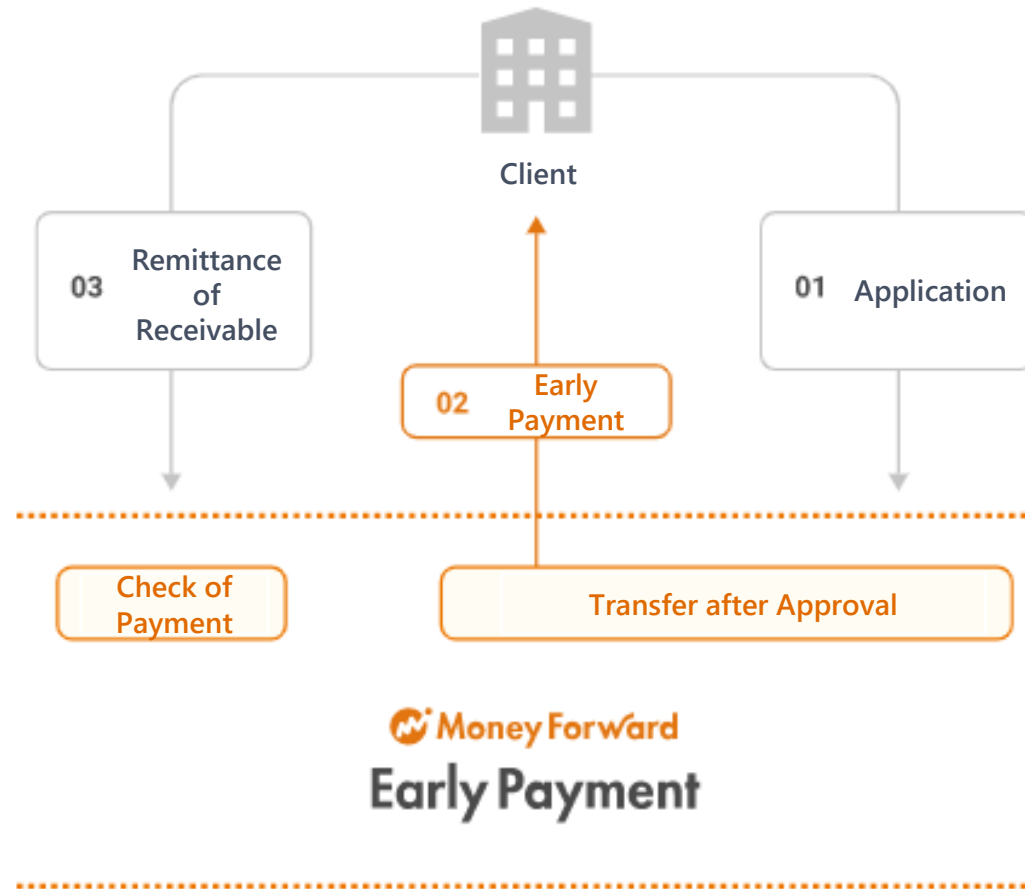 Client
03
Remittance
of
Receivable
01
Application
02
Early
Payment
Check of
Payment
Transfer after Approval
Money Forward
Early Payment